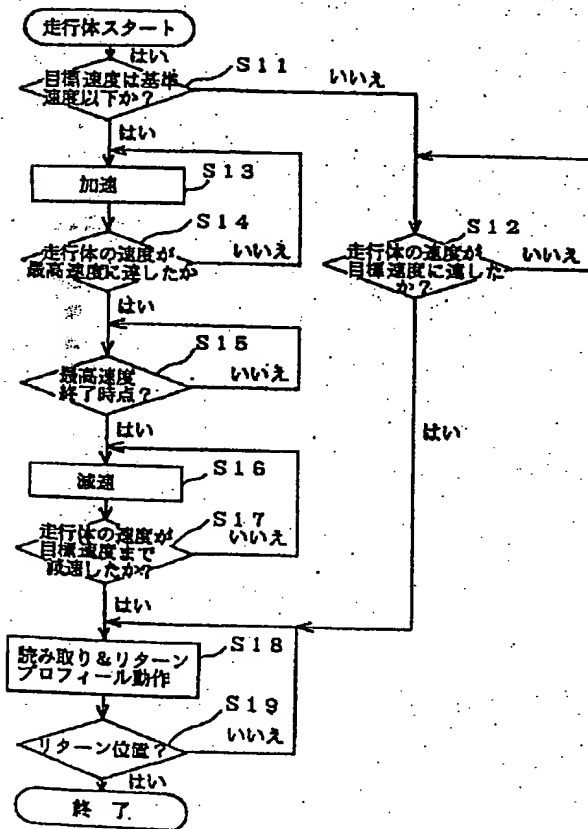 走行体スタート
はい
S11
目標速度は基準
速度以下か?
いいえ
はい
S13
加速
S14
走行体の速度が
最高速度に達したか
いいえ
S12
走行体の速度が
目標速度に達した
か?
いいえ
はい
S15
最高速度
終了時点?
いいえ
はい
はい
S16
減速
S17
走行体の速度が
目標速度まで
減速したか?
いいえ
はい
S18
読み取り&リターン
プロフィール動作
S19
リターン位置?
いいえ
はい
終了